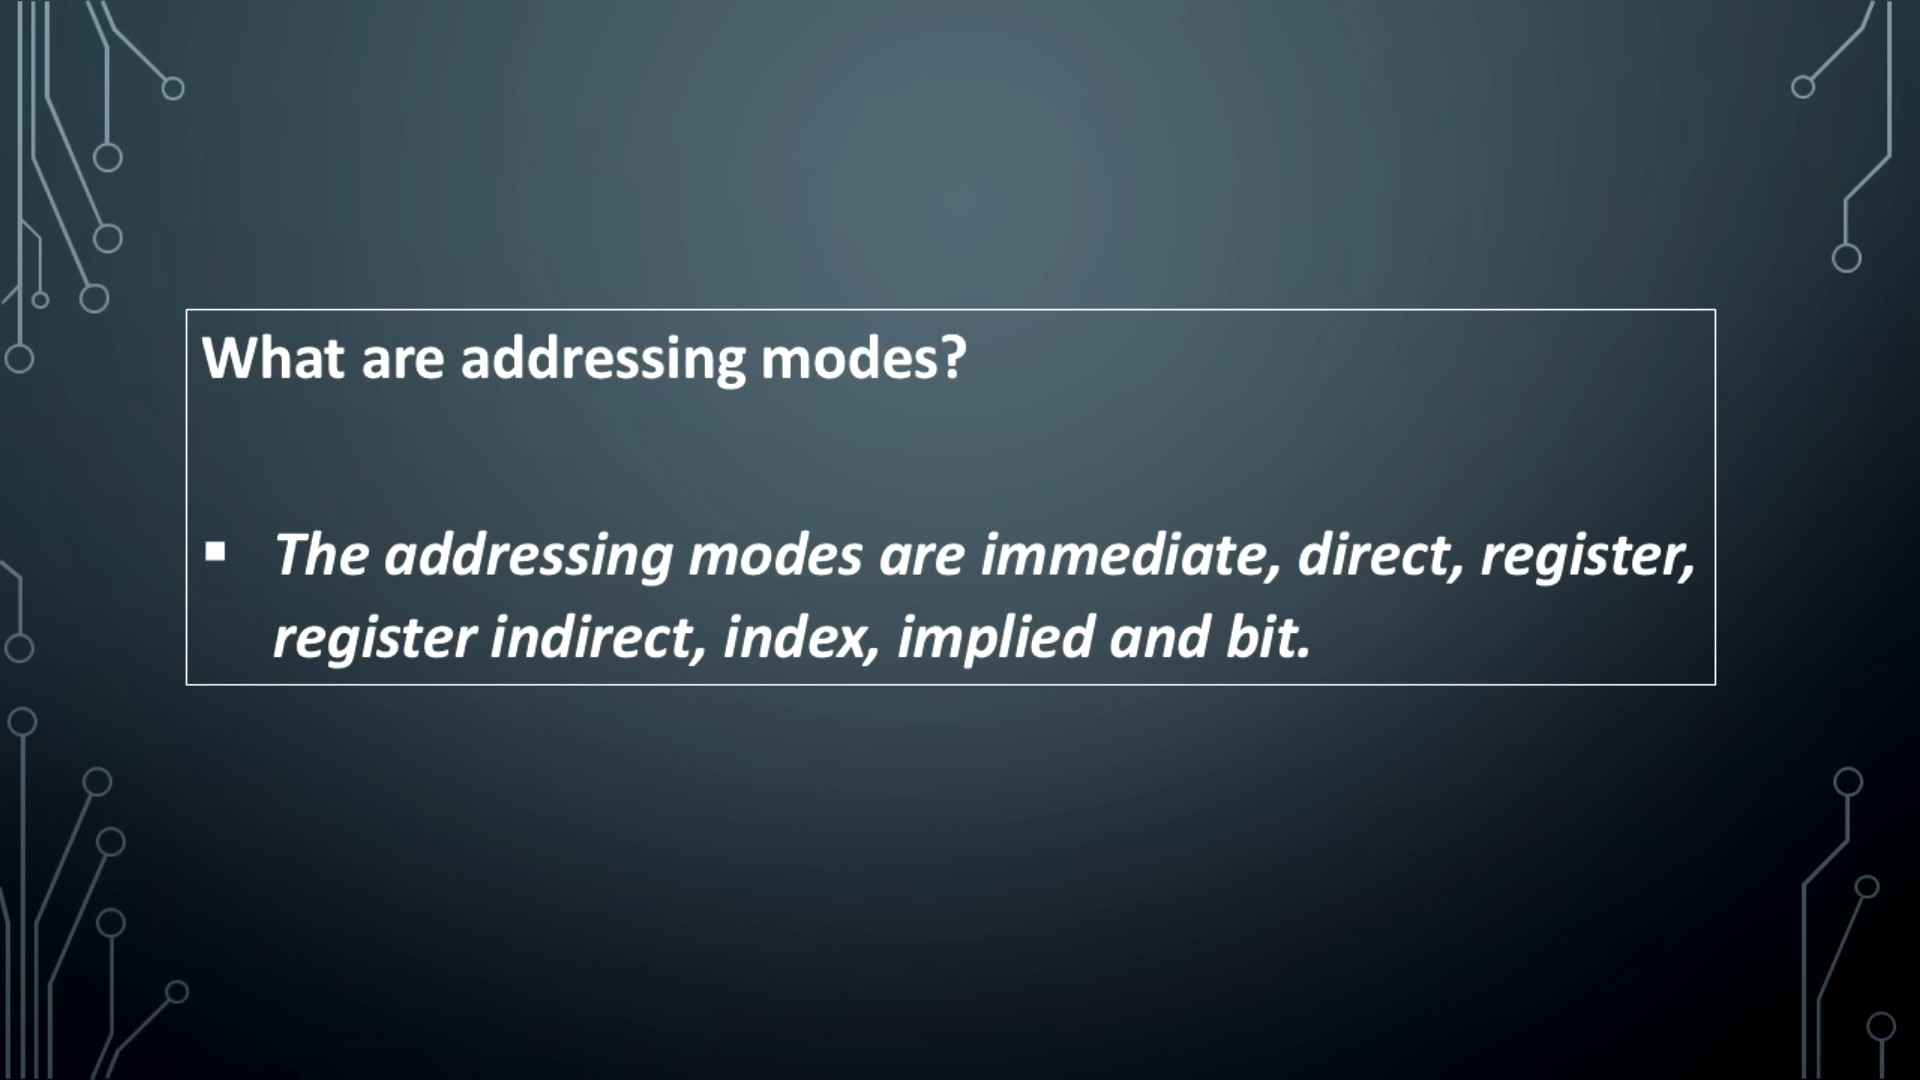 What are addressing modes?
▪ The addressing modes are immediate, direct, register,
register indirect, index, implied and bit.